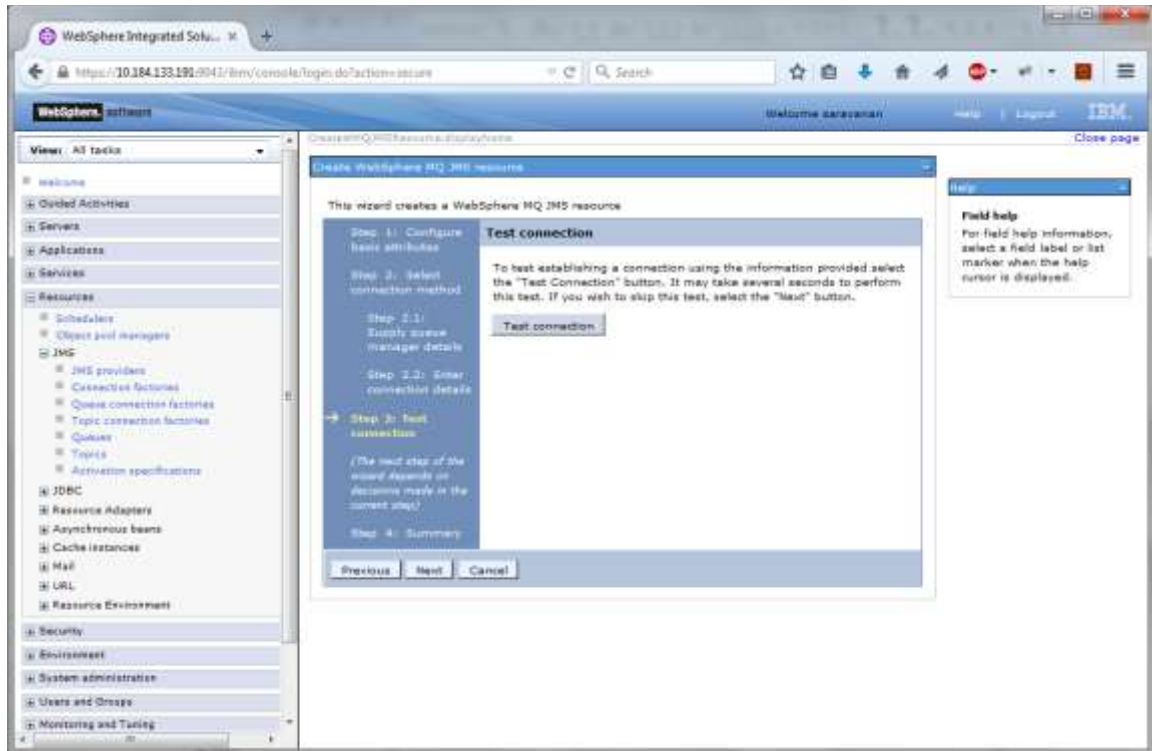 WebSphere Integrated Solu...
https://10.184.133.191:9043/ibm/console/login.do?action=secure
Search
WebSphere. software
Welcome saravanan
Help | Logout
IBM.
View: All tasks
Close page
Welcome
Guided Activities
Servers
Applications
Services
Resources
Schedulers
Object pool managers
JMS
JMS providers
Connection factories
Queue connection factories
Topic connection factories
Queues
Topics
Activation specifications
JDBC
Resource Adapters
Asynchronous beans
Cache instances
Mail
URL
Resource Environment
Security
Environment
System administration
Users and Groups
Monitoring and Tuning
Create WebSphere MQ JMS resource
This wizard creates a WebSphere MQ JMS resource
Step 1: Configure
basic attributes
Step 2: Select
connection method
Step 2.1:
Supply queue
manager details
Step 2.2: Enter
connection details
Step 3: Test
connection
(The next step of the
wizard depends on
decisions made in the
current step)
Step 4: Summary
Test connection
To test establishing a connection using the information provided select
the "Test Connection" button. It may take several seconds to perform
this test. If you wish to skip this test, select the "Next" button.
Test connection
Previous
Next
Cancel
Help
Field help
For field help information,
select a field label or list
marker when the help
cursor is displayed.